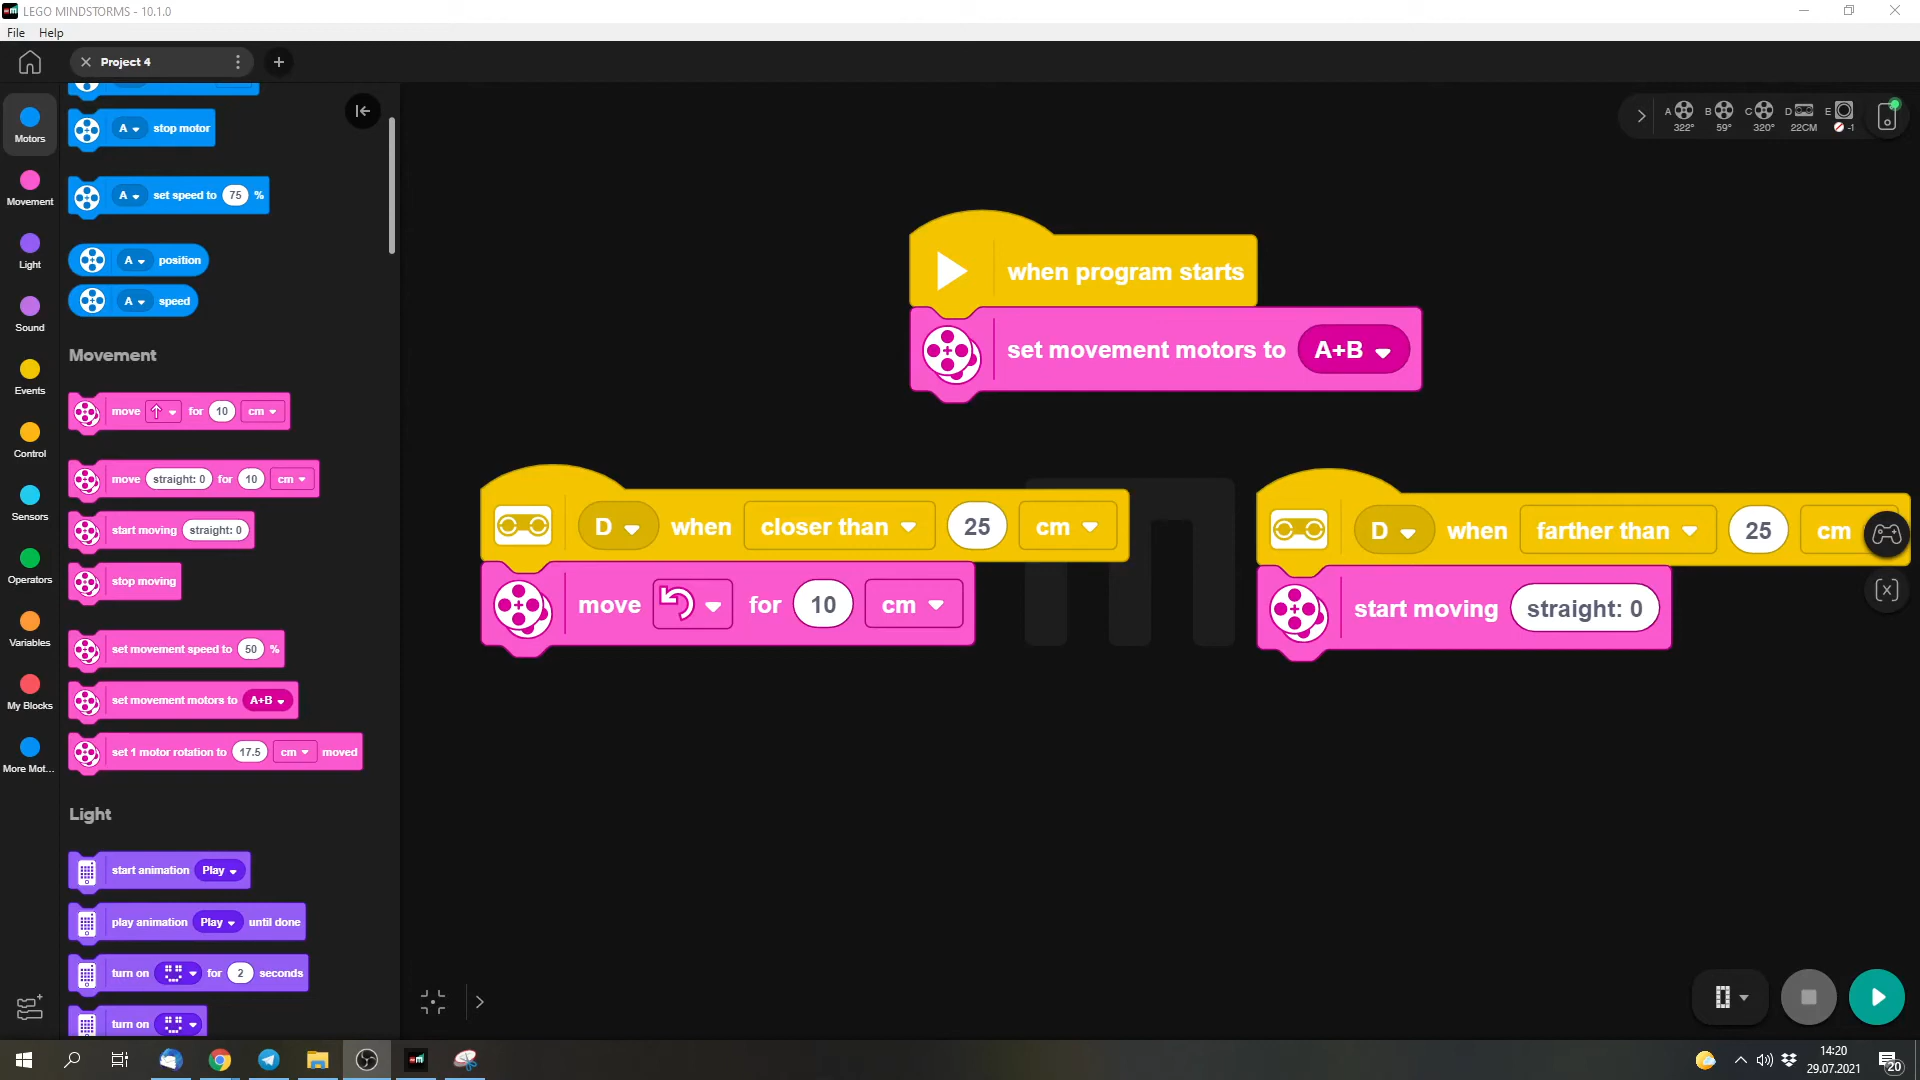 LEGO MINDSTORMS - 10.1.0
File Help
Project 4
Motors
Movement
Light
Sound
Events
Control
Sensors
Operators
Variables
My Blocks
More Mot...
A stop motor
A set speed to 75 %
A position
A speed
Movement
move for 10 cm
move straight: 0 for 10 cm
start moving straight: 0
stop moving
set movement speed to 50 %
set movement motors to A+B
set 1 motor rotation to 17.5 cm moved
Light
start animation Play
play animation Play until done
turn on for 2 seconds
turn on
A B C D E
322° 59° 320° 22CM -1
when program starts
set movement motors to A+B
D when closer than 25 cm
move for 10 cm
D when farther than 25 cm
start moving straight: 0
14:20
29.07.2021
20